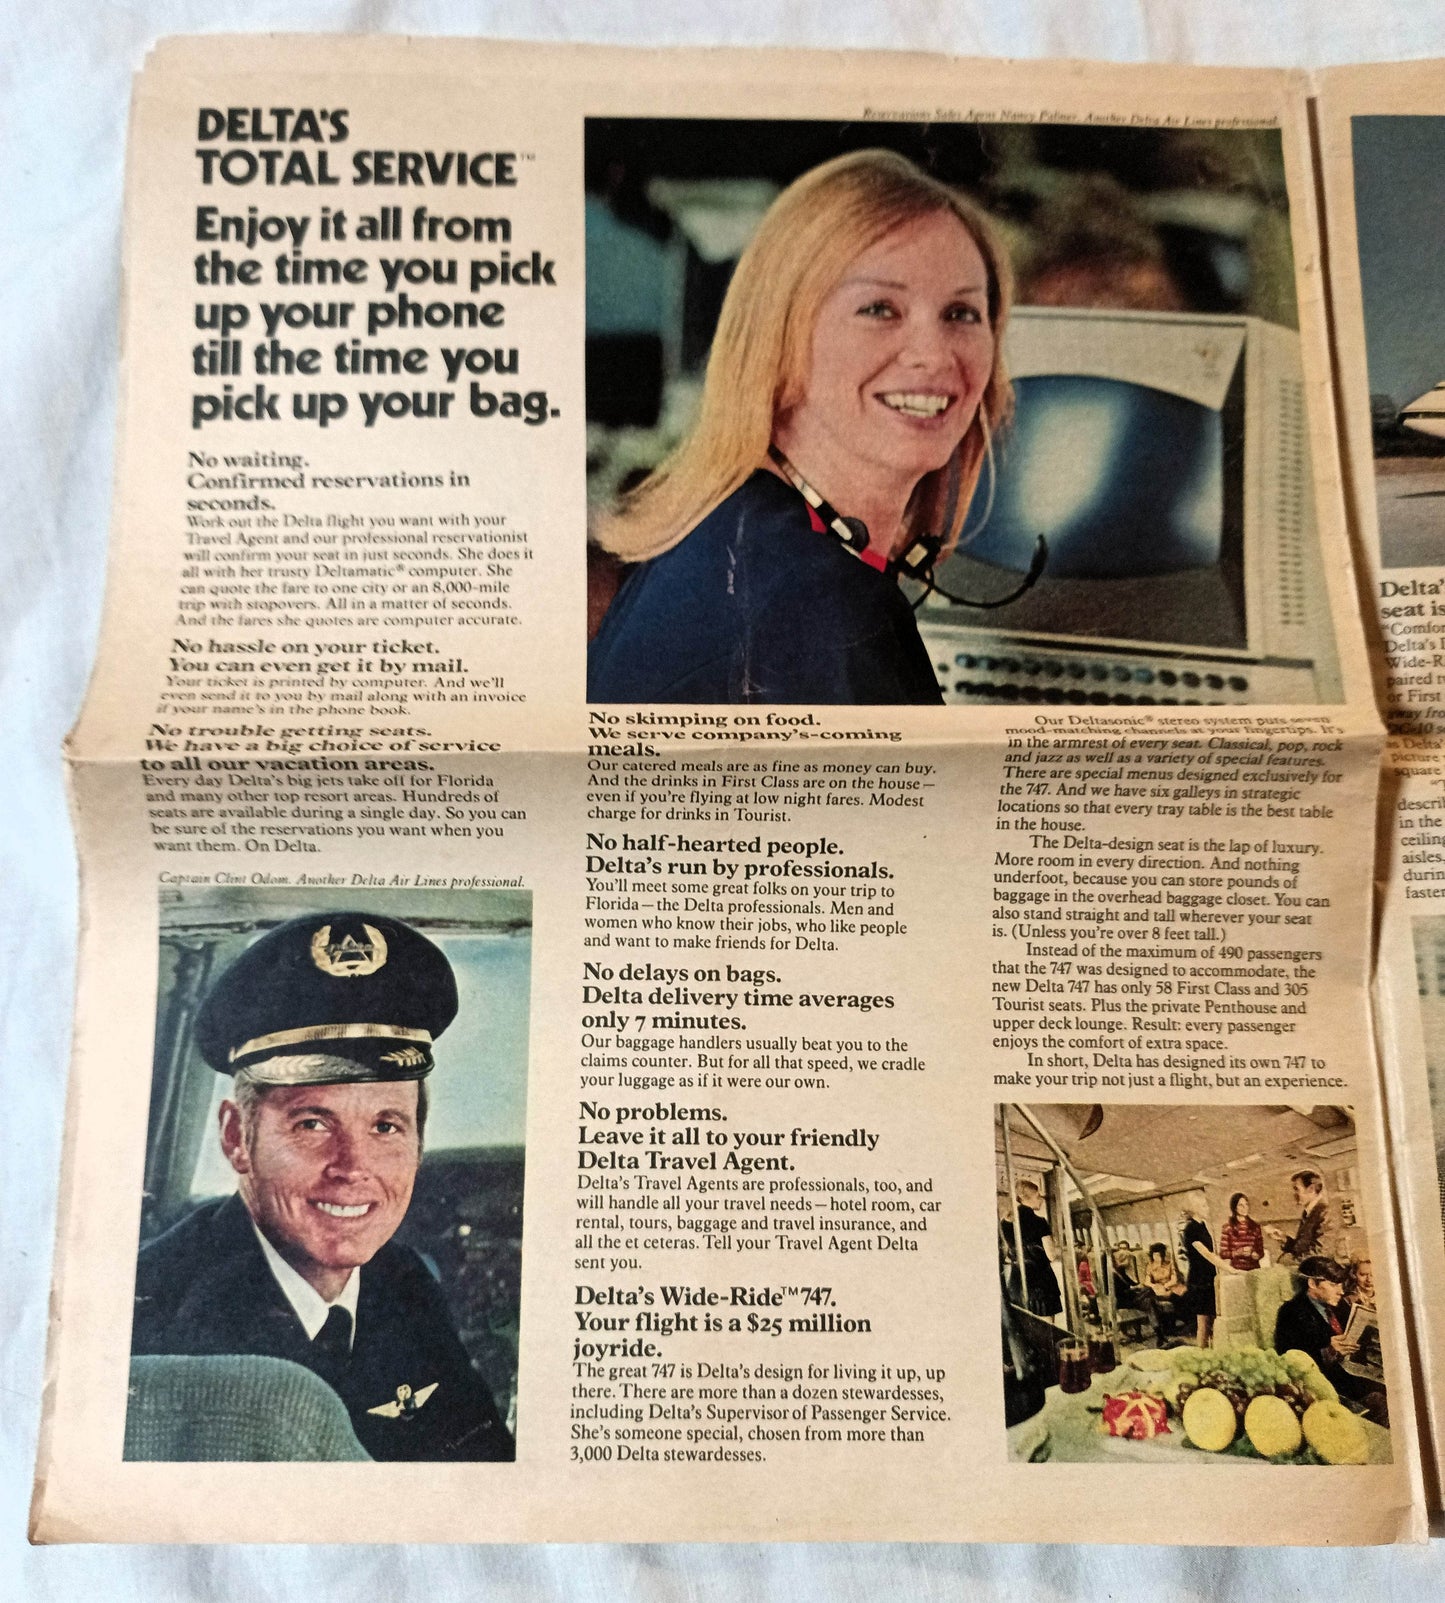 DELTA'S
TOTAL SERVICE™
Enjoy it all from
the time you pick
up your phone
till the time you
pick up your bag.
No waiting.
Confirmed reservations in
seconds.
Work out the Delta flight you want with your
Travel Agent and our professional reservationist
will confirm your seat in just seconds. She does it
all with her trusty Deltamatic® computer. She
can quote the fare to one city or an 8,000-mile
trip with stopovers. All in a matter of seconds.
And the fares she quotes are computer accurate.
No hassle on your ticket.
You can even get it by mail.
Your ticket is printed by computer. And we'll
even send it to you by mail along with an invoice
if your name's in the phone book.
No trouble getting seats.
We have a big choice of service
to all our vacation areas.
Every day Delta's big jets take off for Florida
and many other top resort areas. Hundreds of
seats are available during a single day. So you can
be sure of the reservations you want when you
want them. On Delta.
Captain Clint Odom. Another Delta Air Lines professional.
Reservations Sales Agent Nancy Palmer. Another Delta Air Lines professional.
No skimping on food.
We serve company's-coming
meals.
Our catered meals are as fine as money can buy.
And the drinks in First Class are on the house—
even if you're flying at low night fares. Modest
charge for drinks in Tourist.
No half-hearted people.
Delta's run by professionals.
You'll meet some great folks on your trip to
Florida—the Delta professionals. Men and
women who know their jobs, who like people
and want to make friends for Delta.
No delays on bags.
Delta delivery time averages
only 7 minutes.
Our baggage handlers usually beat you to the
claims counter. But for all that speed, we cradle
your luggage as if it were our own.
No problems.
Leave it all to your friendly
Delta Travel Agent.
Delta's Travel Agents are professionals, too, and
will handle all your travel needs—hotel room, car
rental, tours, baggage and travel insurance, and
all the et ceteras. Tell your Travel Agent Delta
sent you.
Delta's Wide-Ride™ 747.
Your flight is a $25 million
joyride.
The great 747 is Delta's design for living it up, up
there. There are more than a dozen stewardesses,
including Delta's Supervisor of Passenger Service.
She's someone special, chosen from more than
3,000 Delta stewardesses.
Our Deltasonic® stereo system puts seven
mood-matching channels at your fingertips. It's
in the armrest of every seat. Classical, pop, rock
and jazz as well as a variety of special features.
There are special menus designed exclusively for
the 747. And we have six galleys in strategic
locations so that every tray table is the best table
in the house.
The Delta-design seat is the lap of luxury.
More room in every direction. And nothing
underfoot, because you can store pounds of
baggage in the overhead baggage closet. You can
also stand straight and tall wherever your seat
is. (Unless you're over 8 feet tall.)
Instead of the maximum of 490 passengers
that the 747 was designed to accommodate, the
new Delta 747 has only 58 First Class and 305
Tourist seats. Plus the private Penthouse and
upper deck lounge. Result: every passenger
enjoys the comfort of extra space.
In short, Delta has designed its own 747 to
make your trip not just a flight, but an experience.
Delta'
seat is
"Comfor
Delta's
Wide-R
paired
or First
as Delta'
picture
square
descri
in the
ceiling
aisles.
durin
faster